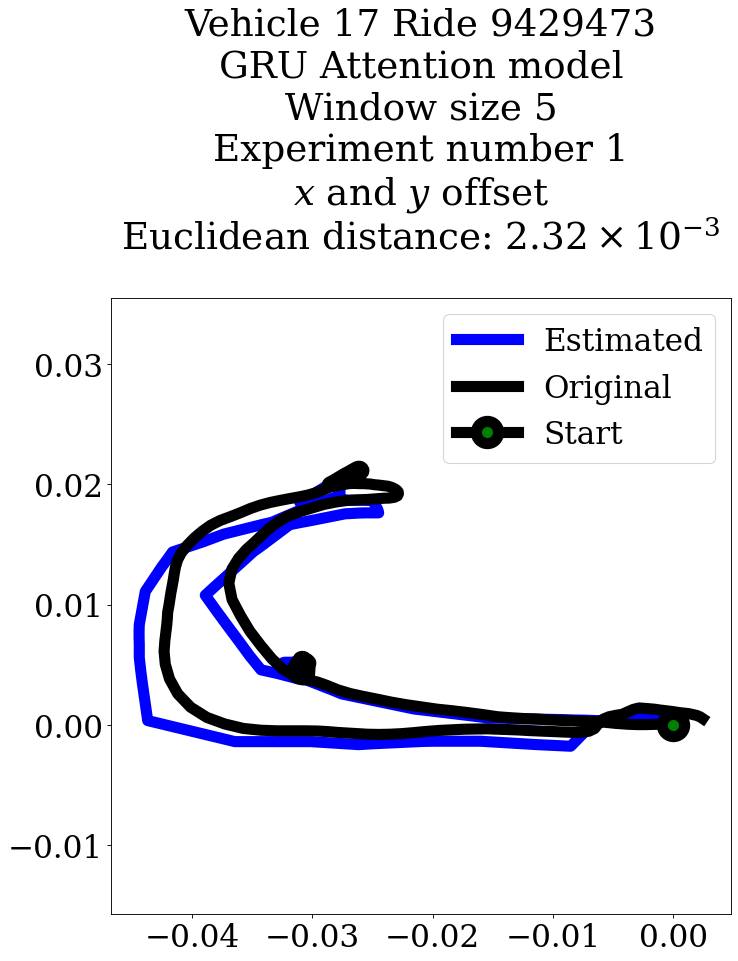 Vehicle 17 Ride 9429473
GRU Attention model
Window size 5
Experiment number 1
x and y offset
Euclidean distance: 2.32 × 10⁻³
Estimated
Original
Start
0.03
0.02
0.01
0.00
−0.01
−0.04
−0.03
−0.02
−0.01
0.00